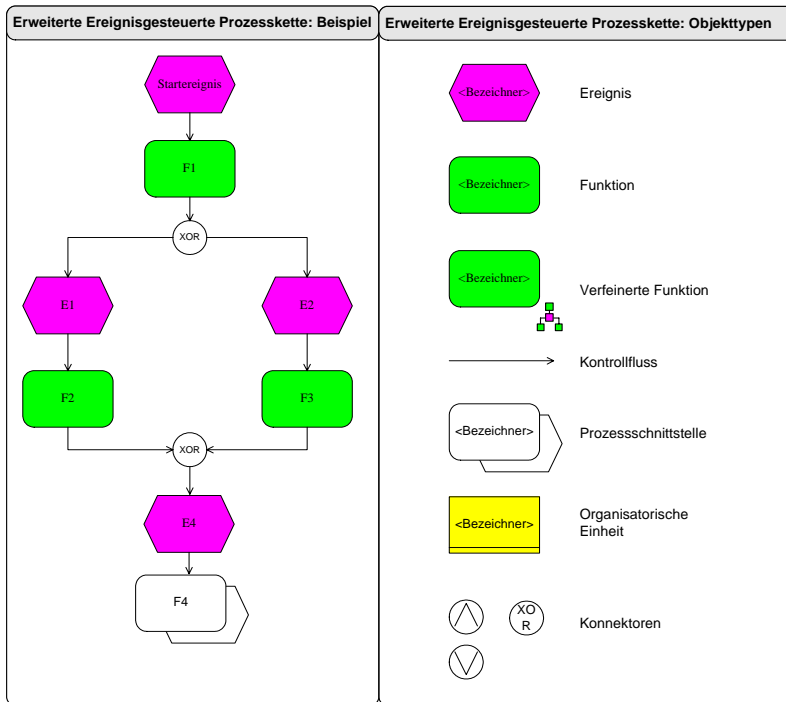 Erweiterte Ereignisgesteuerte Prozesskette: Beispiel
Startereignis
F1
XOR
E1
E2
F2
F3
XOR
E4
F4
Erweiterte Ereignisgesteuerte Prozesskette: Objekttypen
<Bezeichner>
Ereignis
<Bezeichner>
Funktion
<Bezeichner>
Verfeinerte Funktion
Kontrollfluss
<Bezeichner>
Prozessschnittstelle
<Bezeichner>
Organisatorische
Einheit
XO
R
Konnektoren